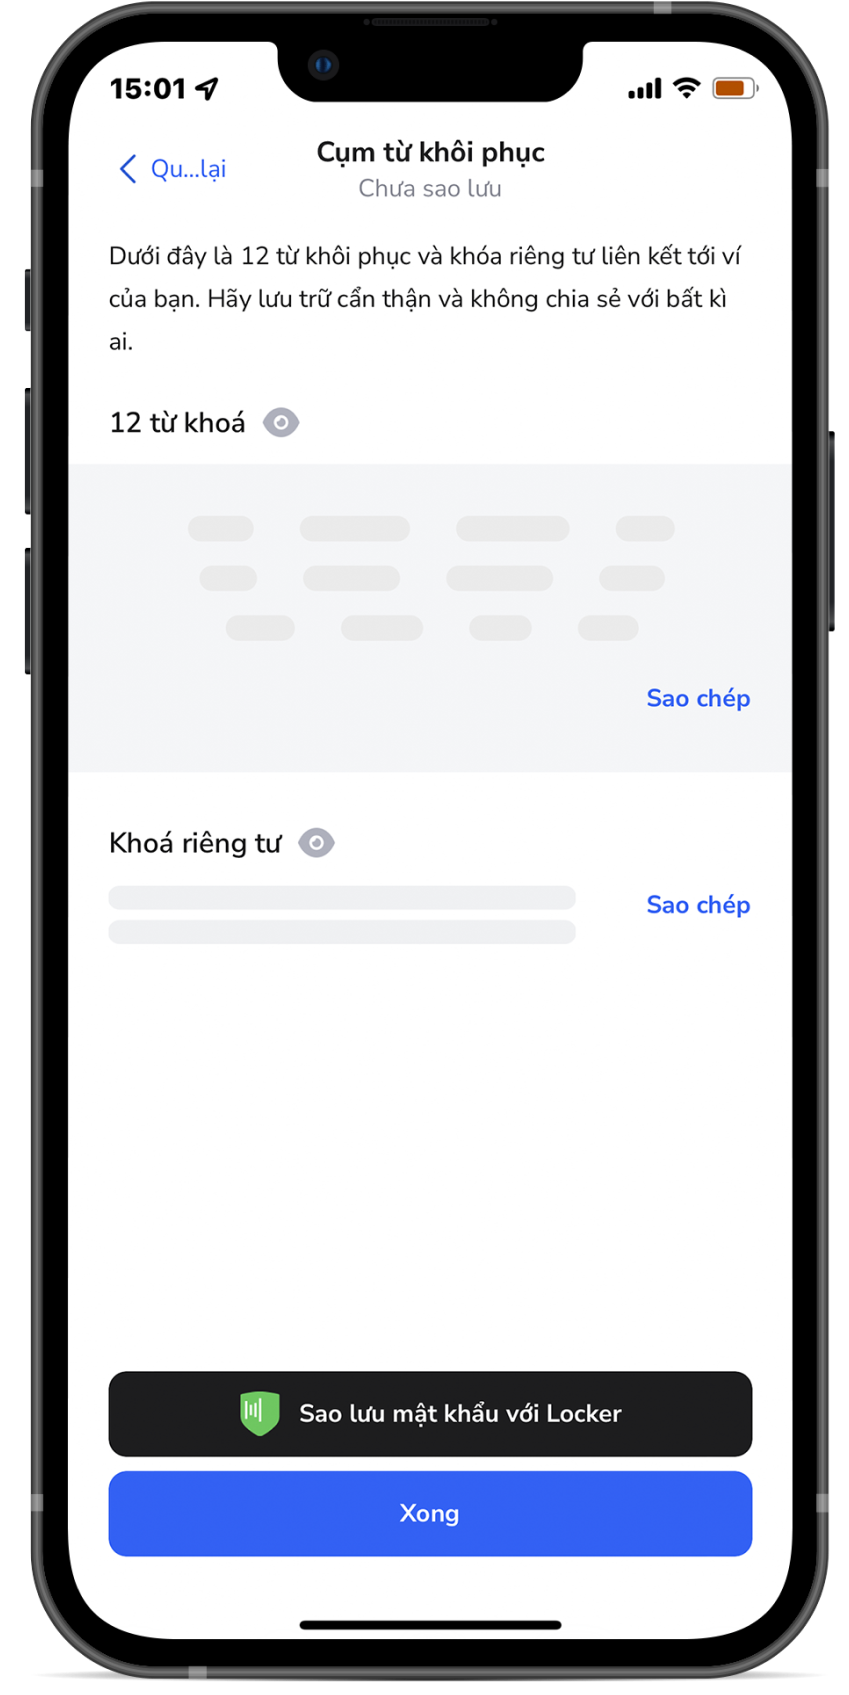 15:01
Qu...lại
Cụm từ khôi phục
Chưa sao lưu
Dưới đây là 12 từ khôi phục và khóa riêng tư liên kết tới ví
của bạn. Hãy lưu trữ cẩn thận và không chia sẻ với bất kì
ai.
12 từ khoá
Sao chép
Khoá riêng tư
Sao chép
Sao lưu mật khẩu với Locker
Xong